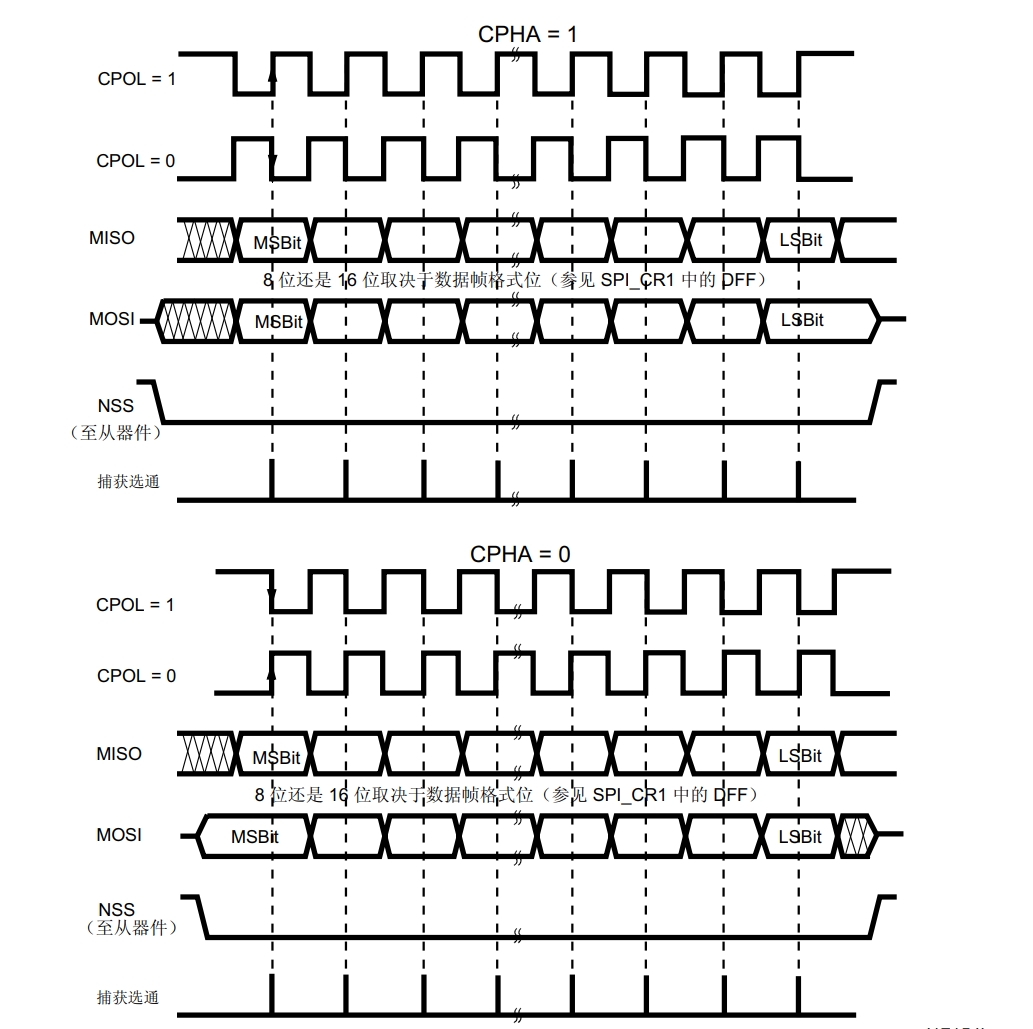 CPHA = 1
CPOL = 1
CPOL = 0
MISO
MSBit
LSBit
8 位还是 16 位取决于数据帧格式位（参见 SPI_CR1 中的 DFF）
MOSI
MSBit
LSBit
NSS
（至从器件）
捕获选通
CPHA = 0
CPOL = 1
CPOL = 0
MISO
MSBit
LSBit
8 位还是 16 位取决于数据帧格式位（参见 SPI_CR1 中的 DFF）
MOSI
MSBit
LSBit
NSS
（至从器件）
捕获选通